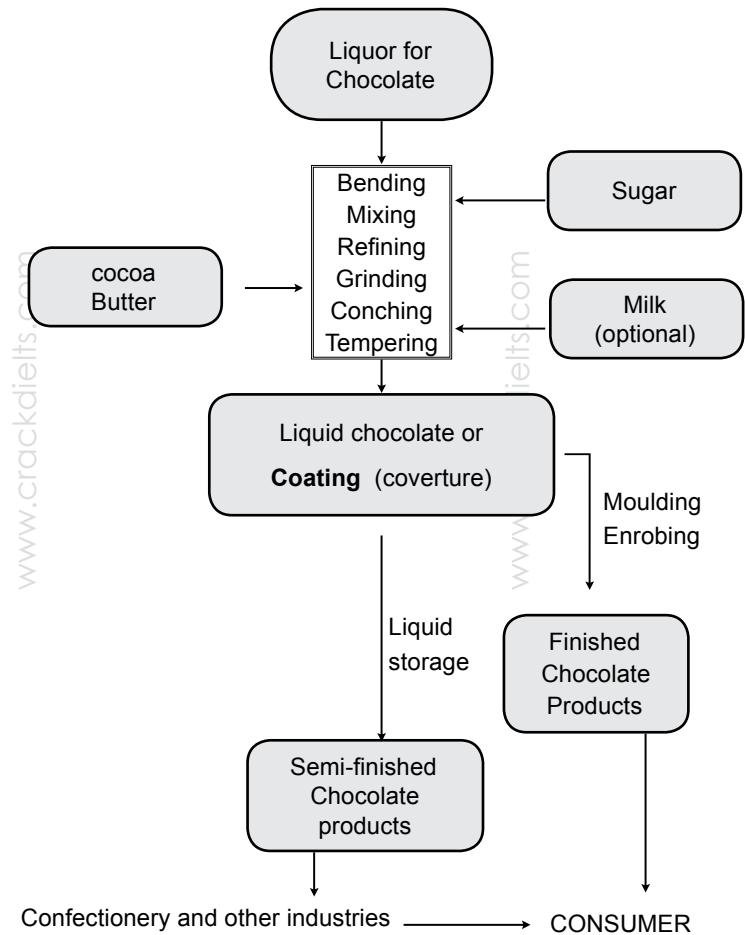 Liquor for
Chocolate
Bending
Mixing
Refining
Grinding
Conching
Tempering
Sugar
cocoa
Butter
Milk
(optional)
www.crackdielts.com
www.crackdielts.com
Liquid chocolate or
Coating (coverture)
Moulding
Enrobing
Liquid
storage
Finished
Chocolate
Products
Semi-finished
Chocolate
products
Confectionery and other industries
CONSUMER